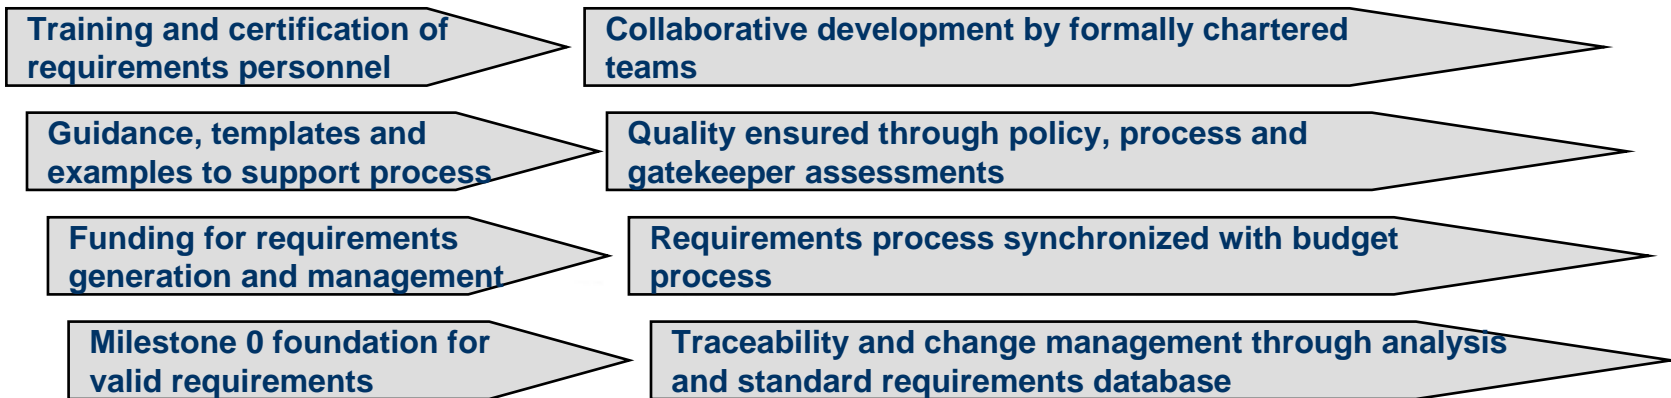 Training and certification of
requirements personnel
Collaborative development by formally chartered
teams
Guidance, templates and
examples to support process
Quality ensured through policy, process and
gatekeeper assessments
Funding for requirements
generation and management
Requirements process synchronized with budget
process
Milestone 0 foundation for
valid requirements
Traceability and change management through analysis
and standard requirements database